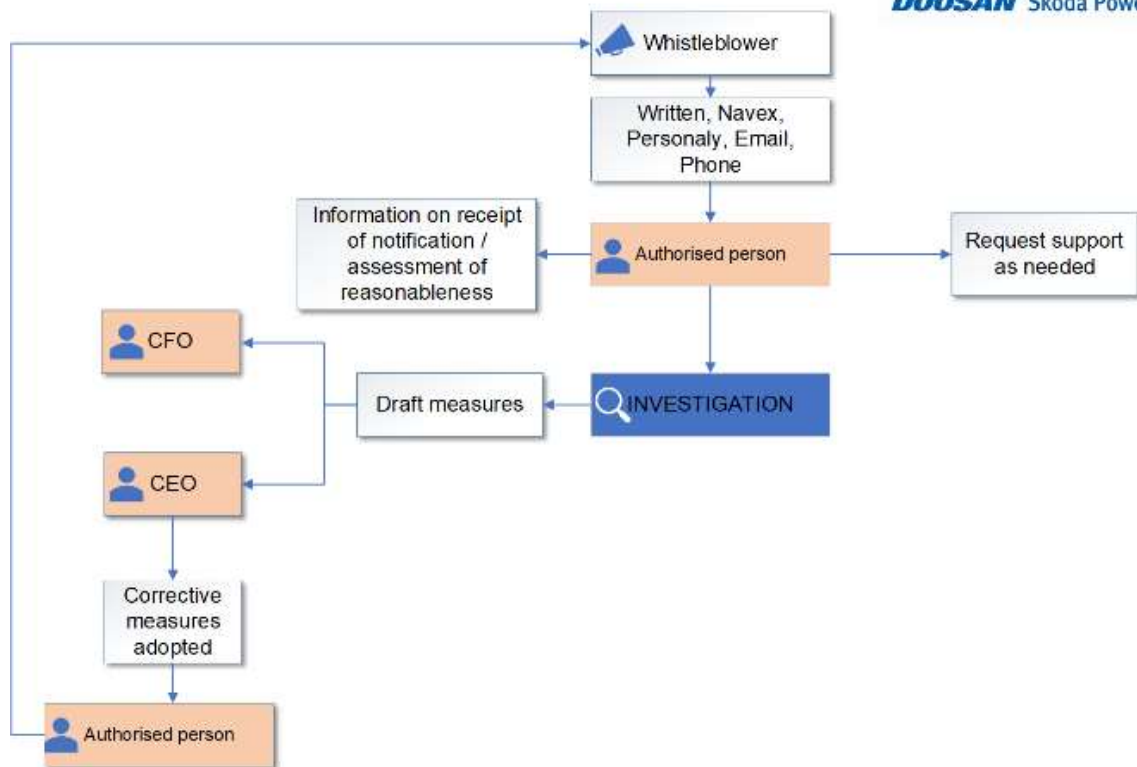 DOOSAN Škoda Powe
Whistleblower
Written, Navex,
Personaly, Email,
Phone
Information on receipt
of notification /
assessment of
reasonableness
Authorised person
Request support
as needed
CFO
Draft measures
INVESTIGATION
CEO
Corrective
measures
adopted
Authorised person